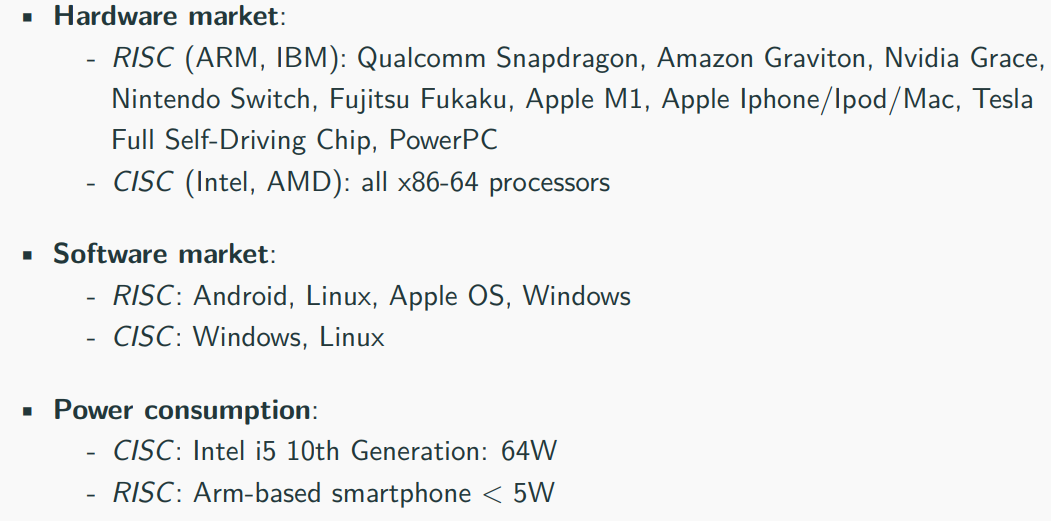 ▪ Hardware market:
- RISC (ARM, IBM): Qualcomm Snapdragon, Amazon Graviton, Nvidia Grace,
Nintendo Switch, Fujitsu Fukaku, Apple M1, Apple Iphone/Ipod/Mac, Tesla
Full Self-Driving Chip, PowerPC
- CISC (Intel, AMD): all x86-64 processors
▪ Software market:
- RISC: Android, Linux, Apple OS, Windows
- CISC: Windows, Linux
▪ Power consumption:
- CISC: Intel i5 10th Generation: 64W
- RISC: Arm-based smartphone < 5W